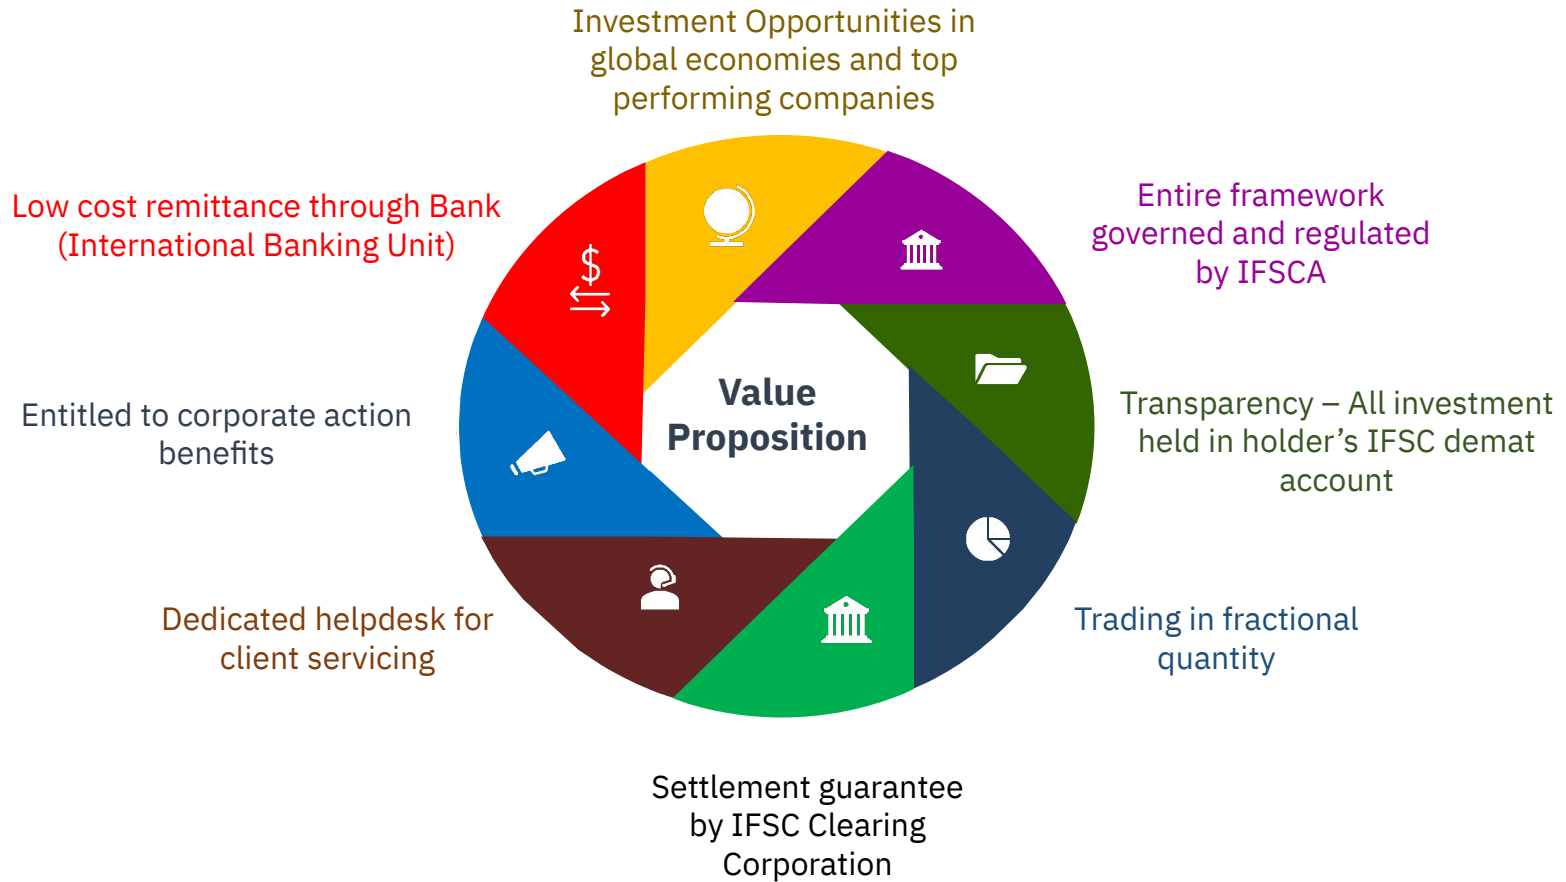 Investment Opportunities in
global economies and top
performing companies
Low cost remittance through Bank
(International Banking Unit)
Entire framework
governed and regulated
by IFSCA
$
Value
Proposition
Entitled to corporate action
benefits
Transparency – All investment
held in holder’s IFSC demat
account
Dedicated helpdesk for
client servicing
Trading in fractional
quantity
Settlement guarantee
by IFSC Clearing
Corporation